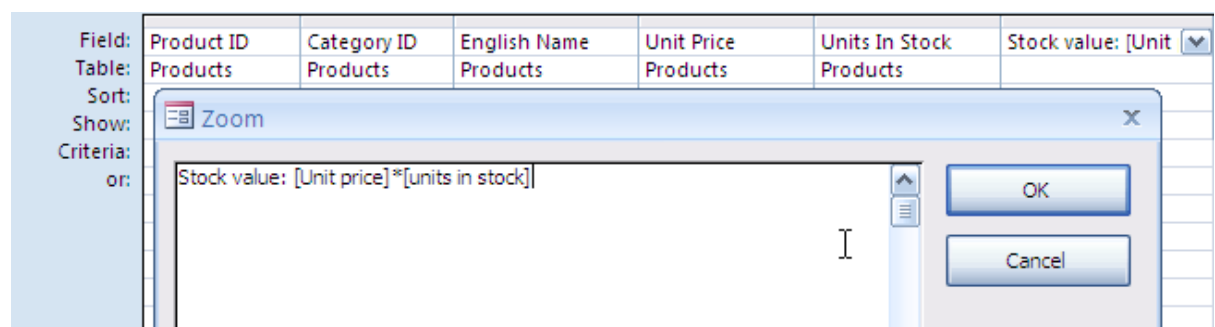 Field: Product ID Category ID English Name Unit Price Units In Stock Stock value: [Unit
Table: Products Products Products Products Products
Sort:
Show:
Criteria:
or:
Zoom
Stock value: [Unit price]*[units in stock]
OK
Cancel